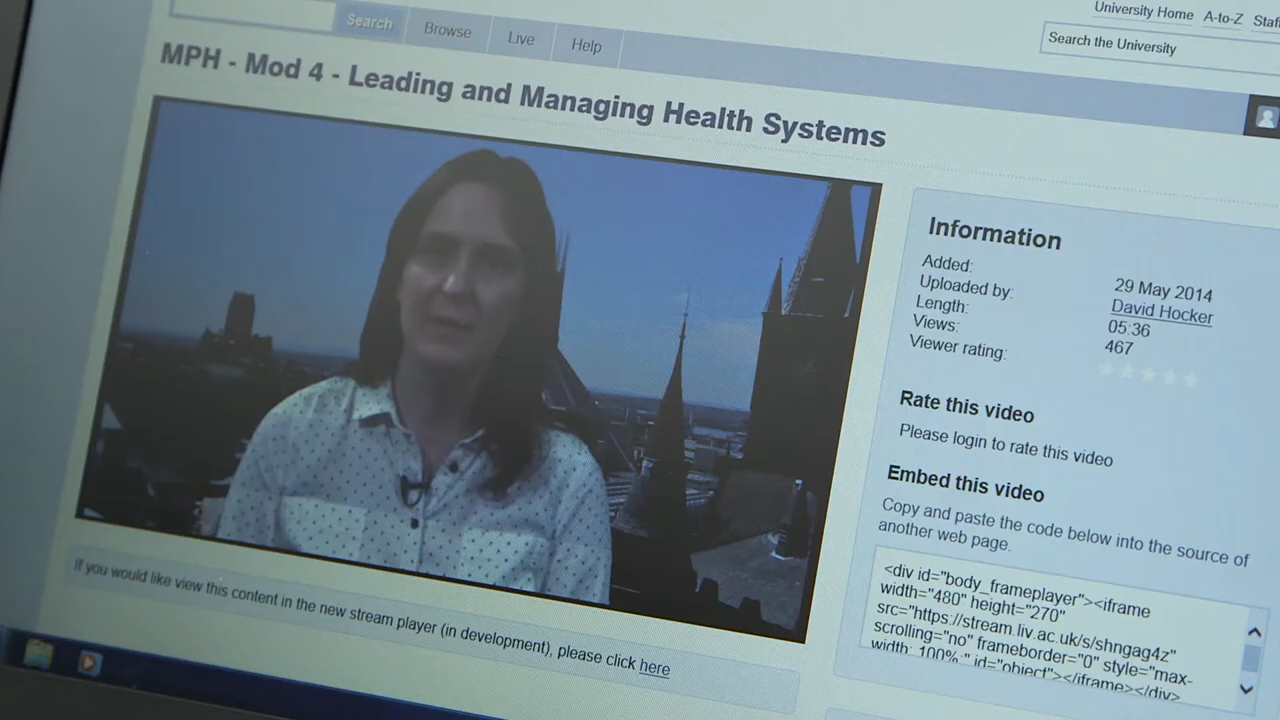 University Home A-to-Z
Search Browse Live Help
Search the University
MPH - Mod 4 - Leading and Managing Health Systems
Information
Added: 29 May 2014
Uploaded by: David Hocker
Length: 05:36
Views: 467
Viewer rating:
Rate this video
Please login to rate this video
Embed this video
Copy and paste the code below into the source of
another web page.
<div id="body_frameplayer"><iframe
width="480" height="270"
src="https://stream.liv.ac.uk/s/shngag4z"
scrolling="no" frameborder="0" style="max-
width: 100%;" id="object"></iframe></div>
If you would like view this content in the new stream player (in development), please click here